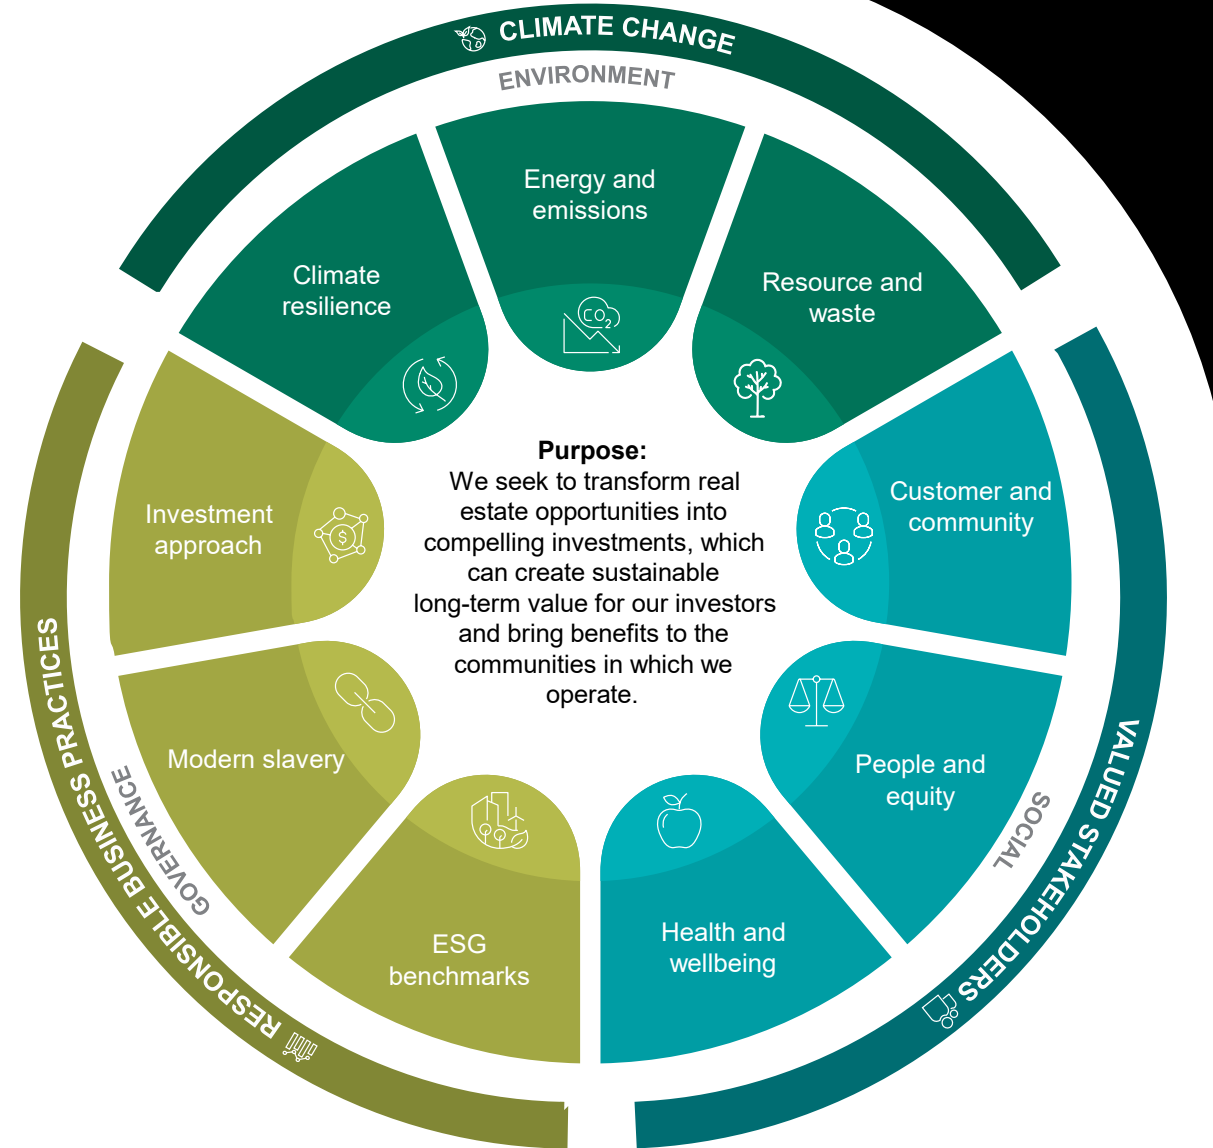 CLIMATE CHANGE
ENVIRONMENT
Energy and
emissions
Climate
resilience
Resource and
waste
Investment
approach
$
CO2
Customer and
community
Purpose:
We seek to transform real
estate opportunities into
compelling investments, which
can create sustainable
long-term value for our investors
and bring benefits to the
communities in which we
operate.
Modern slavery
People and
equity
ESG
benchmarks
Health and
wellbeing
GOVERNANCE
RESPONSIBLE BUSINESS PRACTICES
SOCIAL
VALUED STAKEHOLDERS